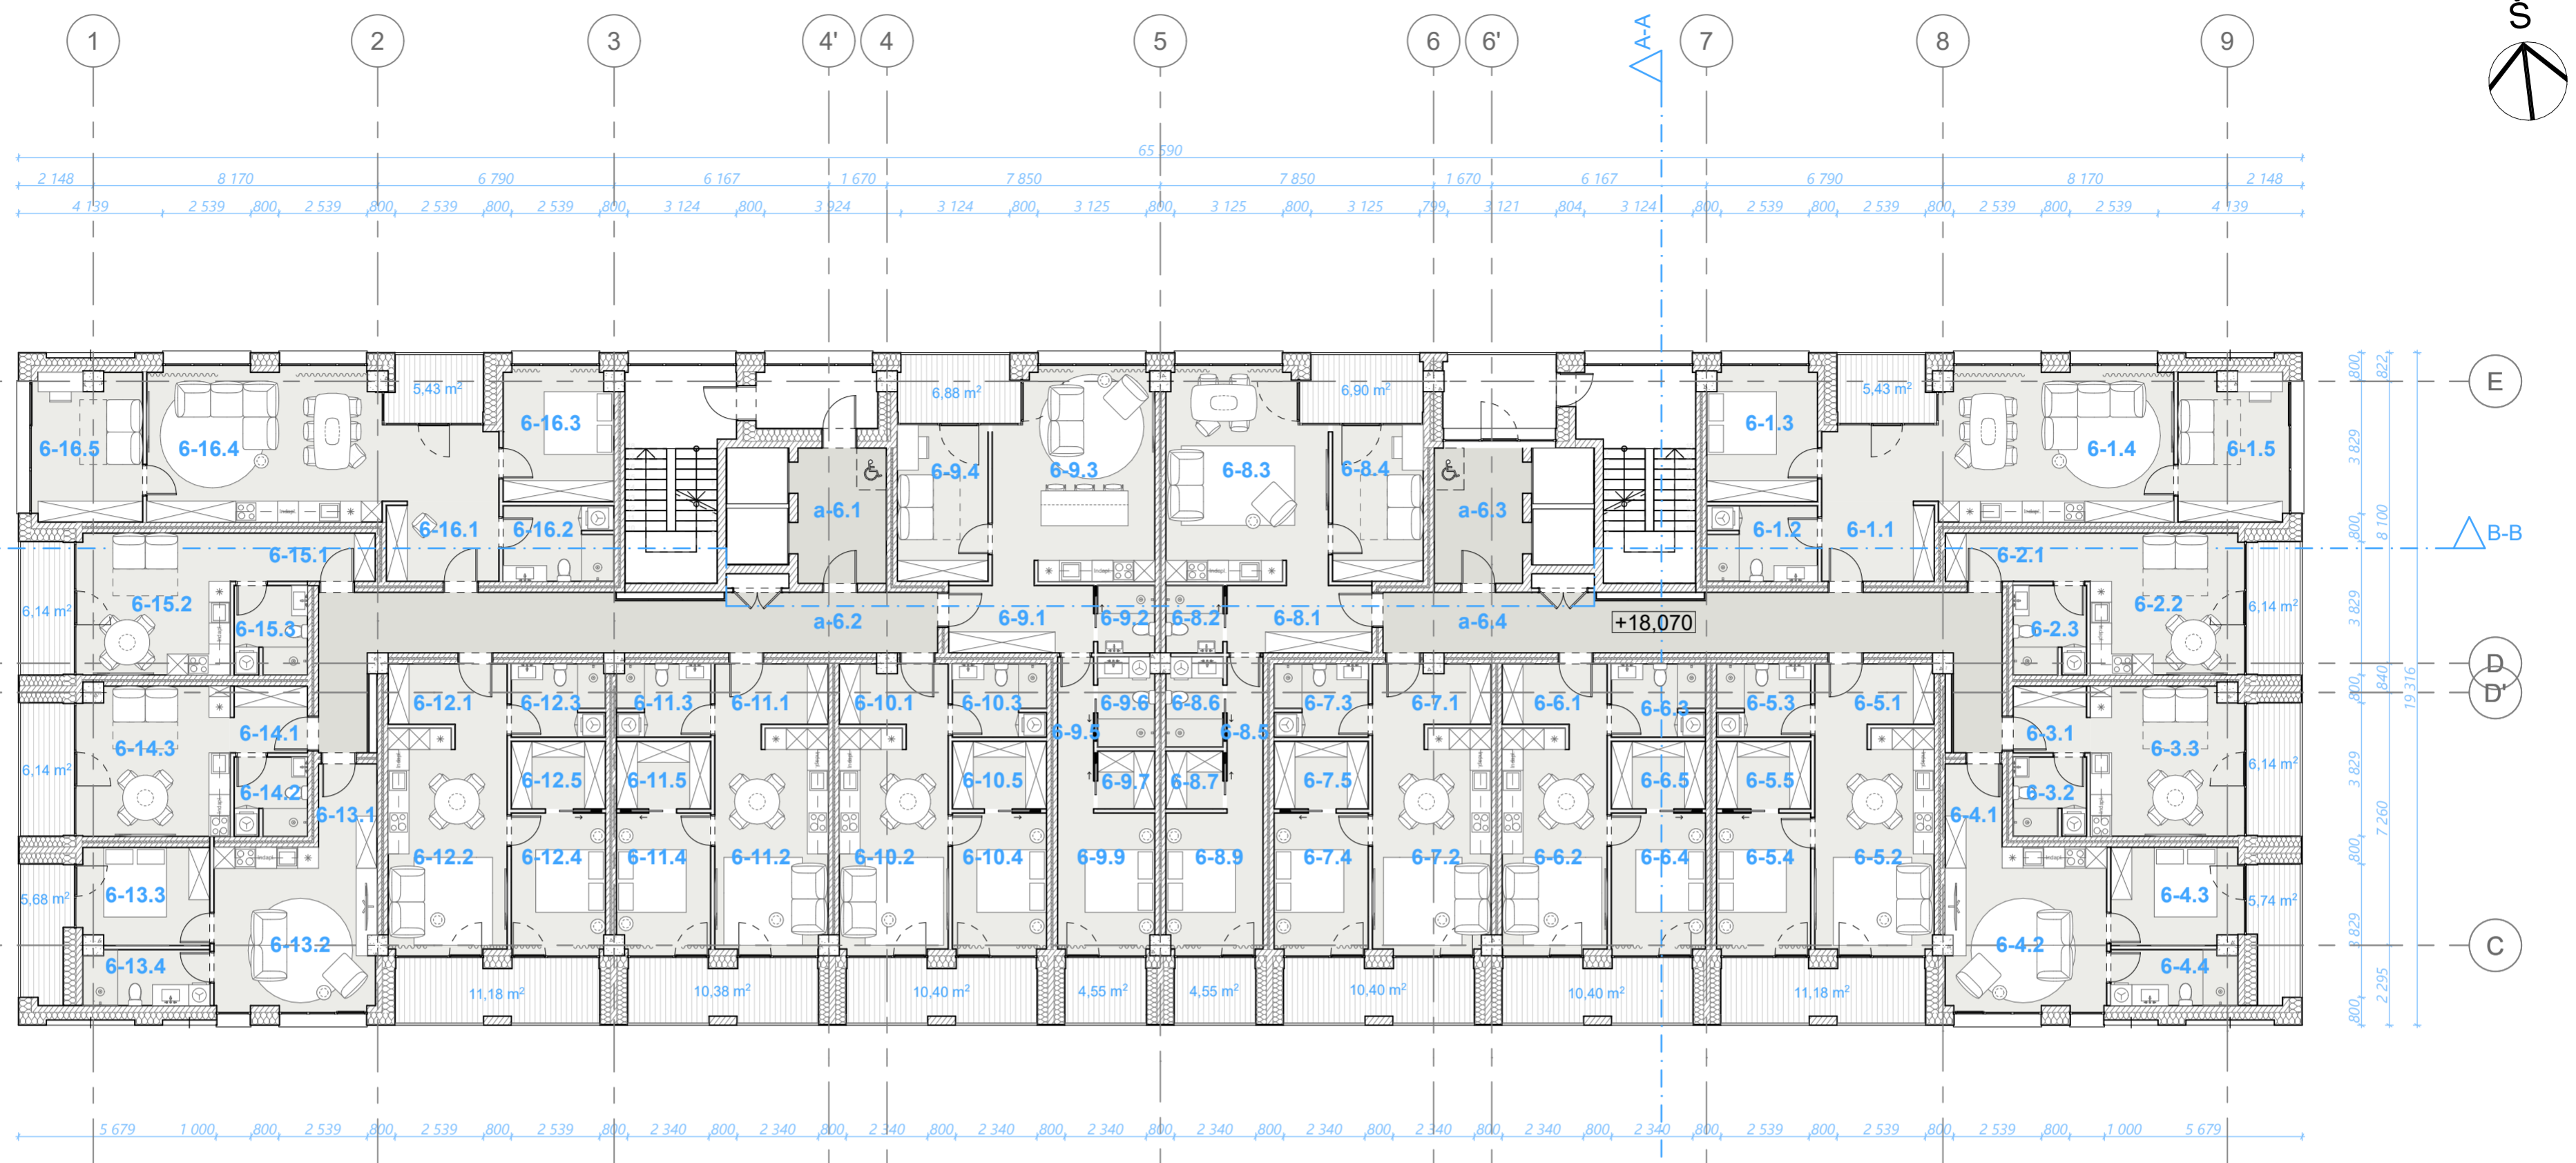 Š
1 2 3 4' 4 5 6 6' 7 8 9
A-A
65 590
2 148 8 170 6 790 6 167 1 670 7 850 7 850 1 670 6 167 6 790 8 170 2 148
4 139 2 539 800 2 539 800 2 539 800 2 539 800 3 124 800 3 924 3 124 800 3 125 800 3 125 800 3 125 799 3 121 804 3 124 800 2 539 800 2 539 800 2 539 800 2 539 4 139
E
5,43 m²
6,88 m²
6,90 m²
5,43 m²
6-16.5 6-16.4 6-16.3 6-9.4 6-9.3 6-8.3 6-8.4 6-1.3 6-1.4 6-1.5
6-16.1 6-16.2 a-6.1 a-6.3 6-1.2 6-1.1
B-B
6-15.1 6-2.1
6,14 m² 6-15.2 6-15.3 a-6.2 6-9.1 6-9.2 6-8.2 6-8.1 a-6.4 +18,070 6-2.3 6-2.2 6,14 m²
D
D'
6-12.1 6-12.3 6-11.3 6-11.1 6-10.1 6-10.3 6-9.6 6-8.6 6-7.3 6-7.1 6-6.1 6-6.3 6-5.3 6-5.1
6-14.3 6-14.1 6-9.5 6-8.5 6-3.1 6-3.3
6,14 m² 6-14.2 6-12.5 6-11.5 6-10.5 6-9.7 6-8.7 6-7.5 6-6.5 6-5.5 6-3.2 6,14 m²
6-13.1 6-4.1
6-12.2 6-12.4 6-11.4 6-11.2 6-10.2 6-10.4 6-9.9 6-8.9 6-7.4 6-7.2 6-6.2 6-6.4 6-5.4 6-5.2
5,68 m² 6-13.3 6-4.3 5,74 m²
6-13.2 6-4.2
C
6-13.4 6-4.4
11,18 m² 10,38 m² 10,40 m² 4,55 m² 4,55 m² 10,40 m² 10,40 m² 11,18 m²
800 3 829 800 3 829 800 3 829 800 3 829 800
822 8 100 840 7 260 2 295
19 316
5 679 1 000 800 2 539 800 2 539 800 2 539 800 2 340 800 2 340 800 2 340 800 2 340 800 2 340 800 2 340 800 2 340 800 2 340 800 2 340 800 2 340 800 2 539 800 2 539 800 2 539 800 1 000 5 679